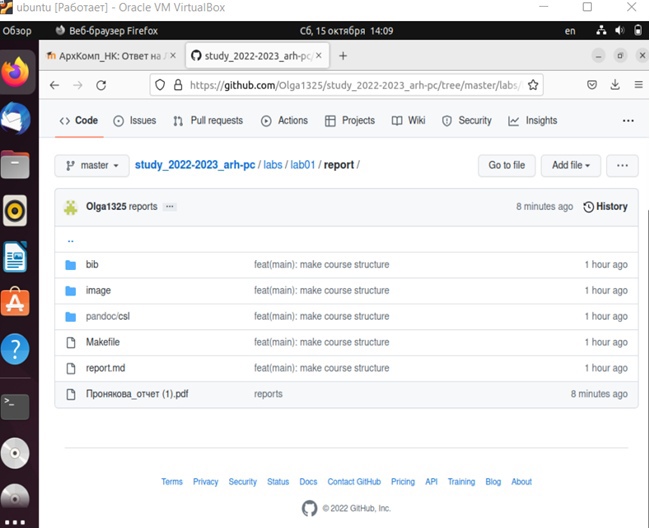 ubuntu [Работает] - Oracle VM VirtualBox
Обзор Веб-браузер Firefox Сб, 15 октября 14:09 en
АрхКомп_НК: Ответ на study_2022-2023_arh-pc
https://github.com/Olga1325/study_2022-2023_arh-pc/tree/master/labs/
Code Issues Pull requests Actions Projects Wiki Security Insights
master study_2022-2023_arh-pc / labs / lab01 / report / Go to file Add file
Olga1325 reports 8 minutes ago History
..
bib feat(main): make course structure 1 hour ago
image feat(main): make course structure 1 hour ago
pandoc/csl feat(main): make course structure 1 hour ago
Makefile feat(main): make course structure 1 hour ago
report.md feat(main): make course structure 1 hour ago
Пронякова_отчет (1).pdf reports 8 minutes ago
Terms Privacy Security Status Docs Contact GitHub Pricing API Training Blog About
© 2022 GitHub, Inc.